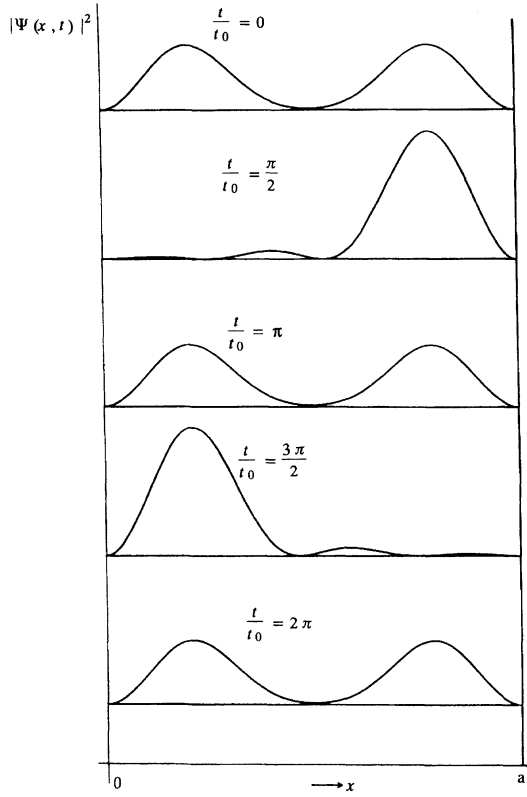 |Ψ(x,t)|²
t/t₀ = 0
t/t₀ = π/2
t/t₀ = π
t/t₀ = 3π/2
t/t₀ = 2π
0 → x a